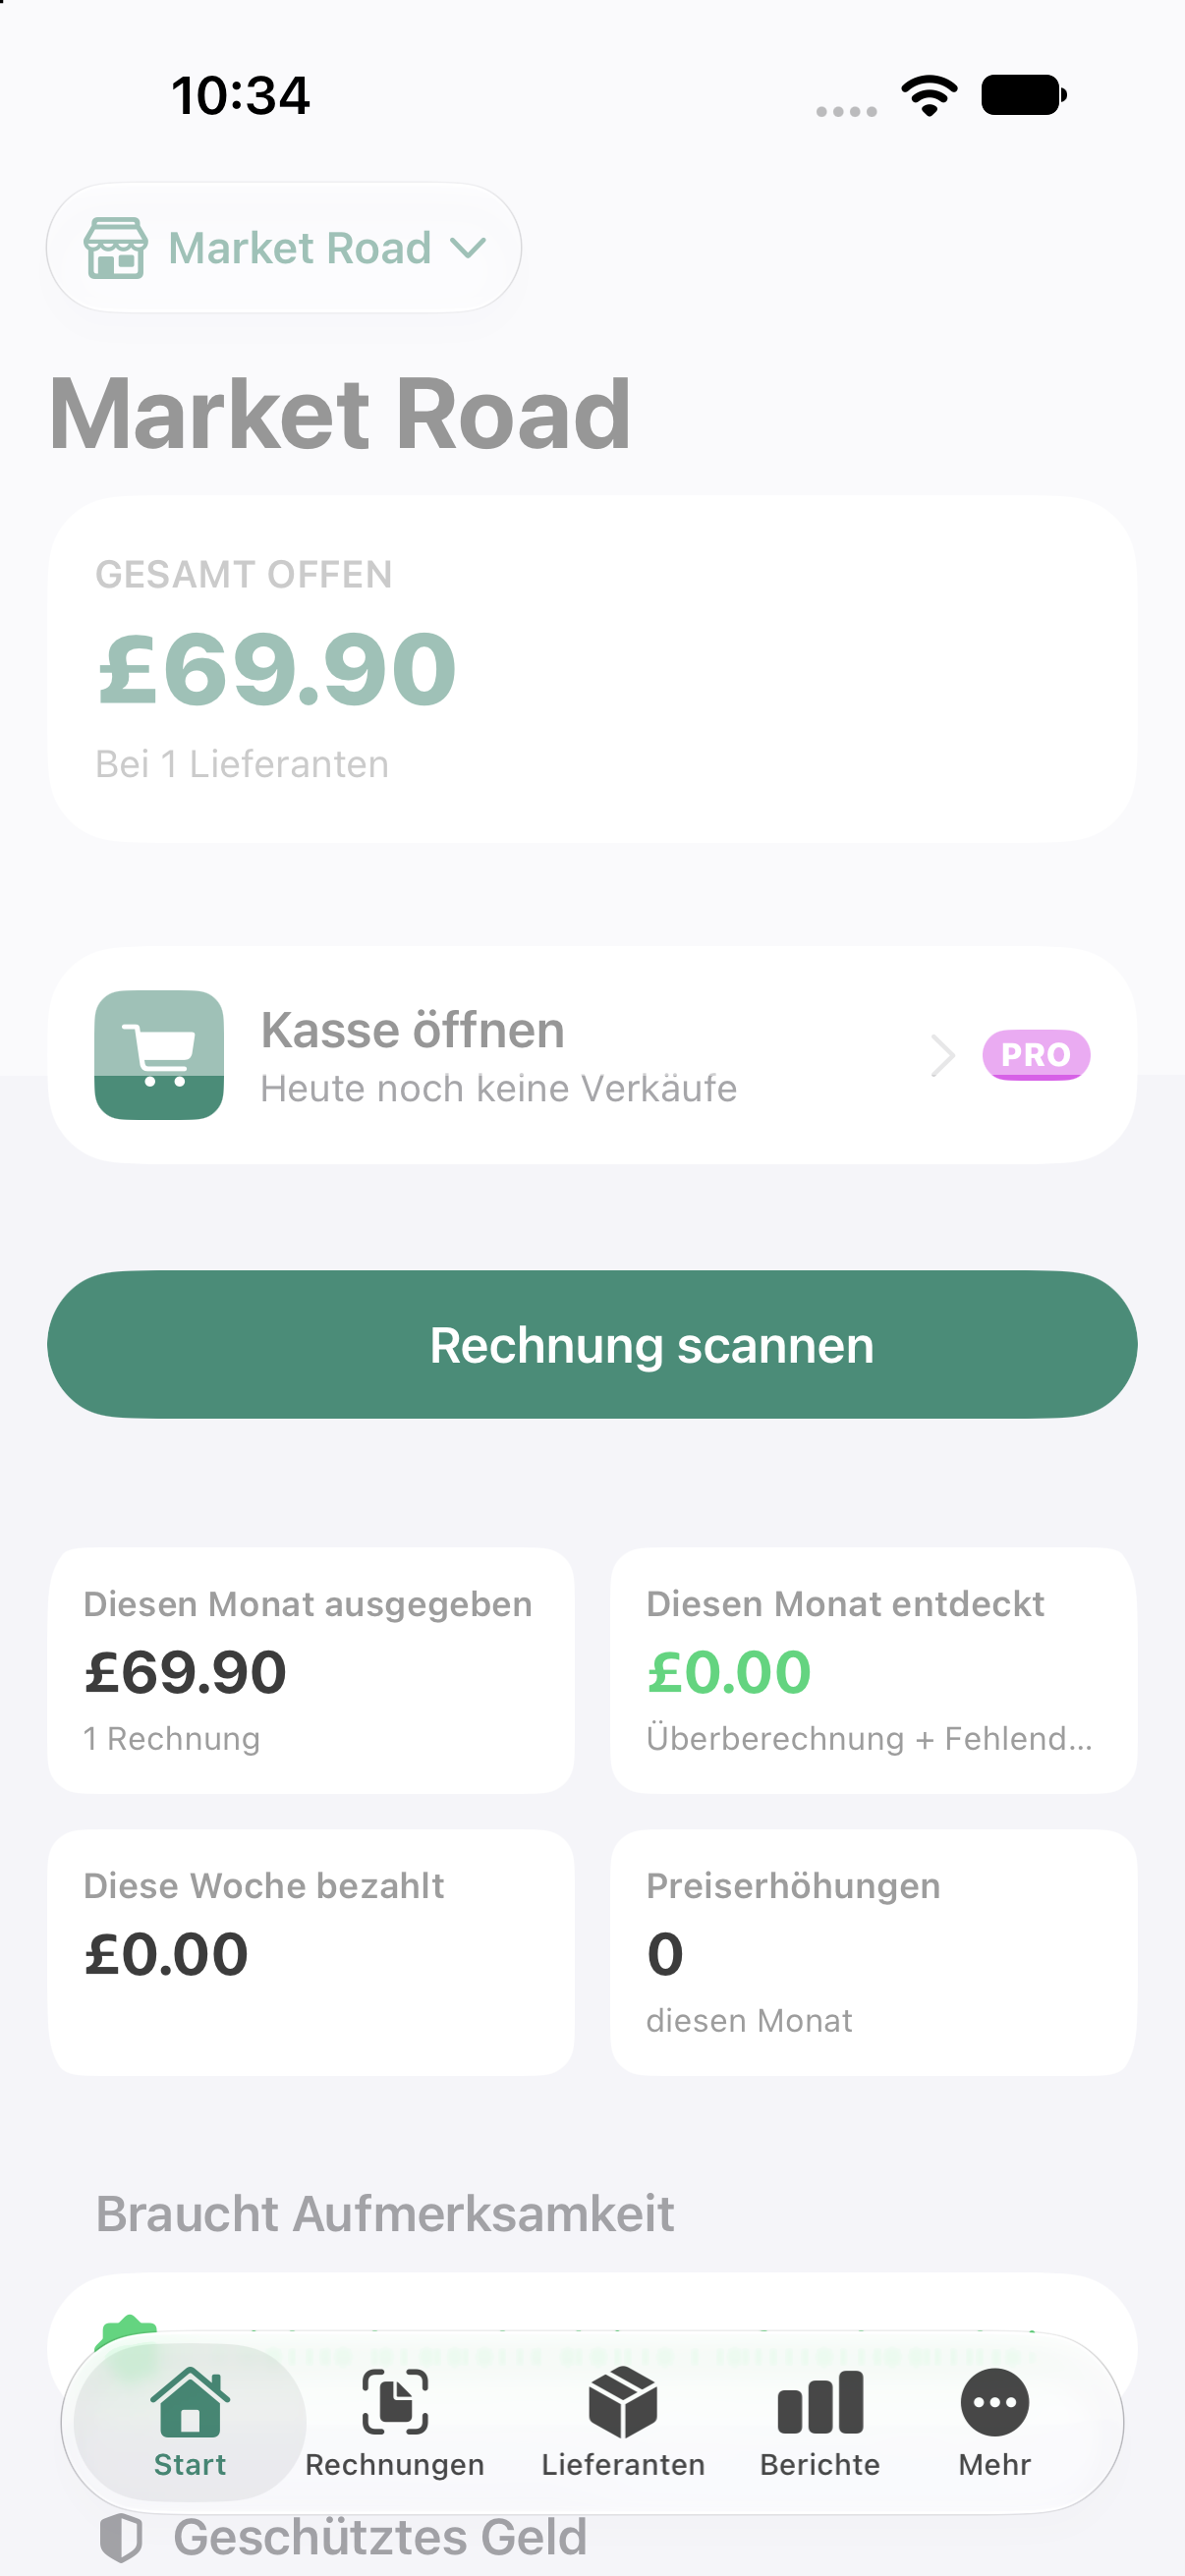 10:34
Market Road
Market Road
GESAMT OFFEN
£69.90
Bei 1 Lieferanten
Kasse öffnen
Heute noch keine Verkäufe
PRO
Rechnung scannen
Diesen Monat ausgegeben
£69.90
1 Rechnung
Diesen Monat entdeckt
£0.00
Überberechnung + Fehlend...
Diese Woche bezahlt
£0.00
Preiserhöhungen
0
diesen Monat
Braucht Aufmerksamkeit
Start
Rechnungen
Lieferanten
Berichte
Mehr
Geschütztes Geld